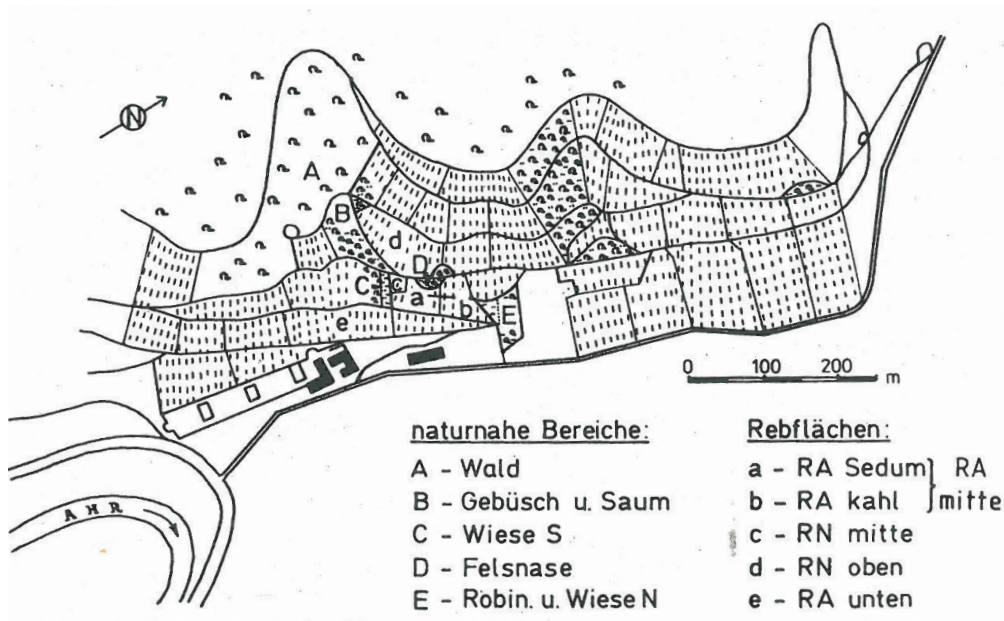 N
A
B
d
D
C
c
a
b
E
e
0 100 200 m
AHR
naturnahe Bereiche:
A - Wald
B - Gebüsch u. Saum
C - Wiese S
D - Felsnase
E - Robin. u. Wiese N
Rebflächen:
a - RA Sedum } RA
b - RA kahl } mitte
c - RN mitte
d - RN oben
e - RA unten